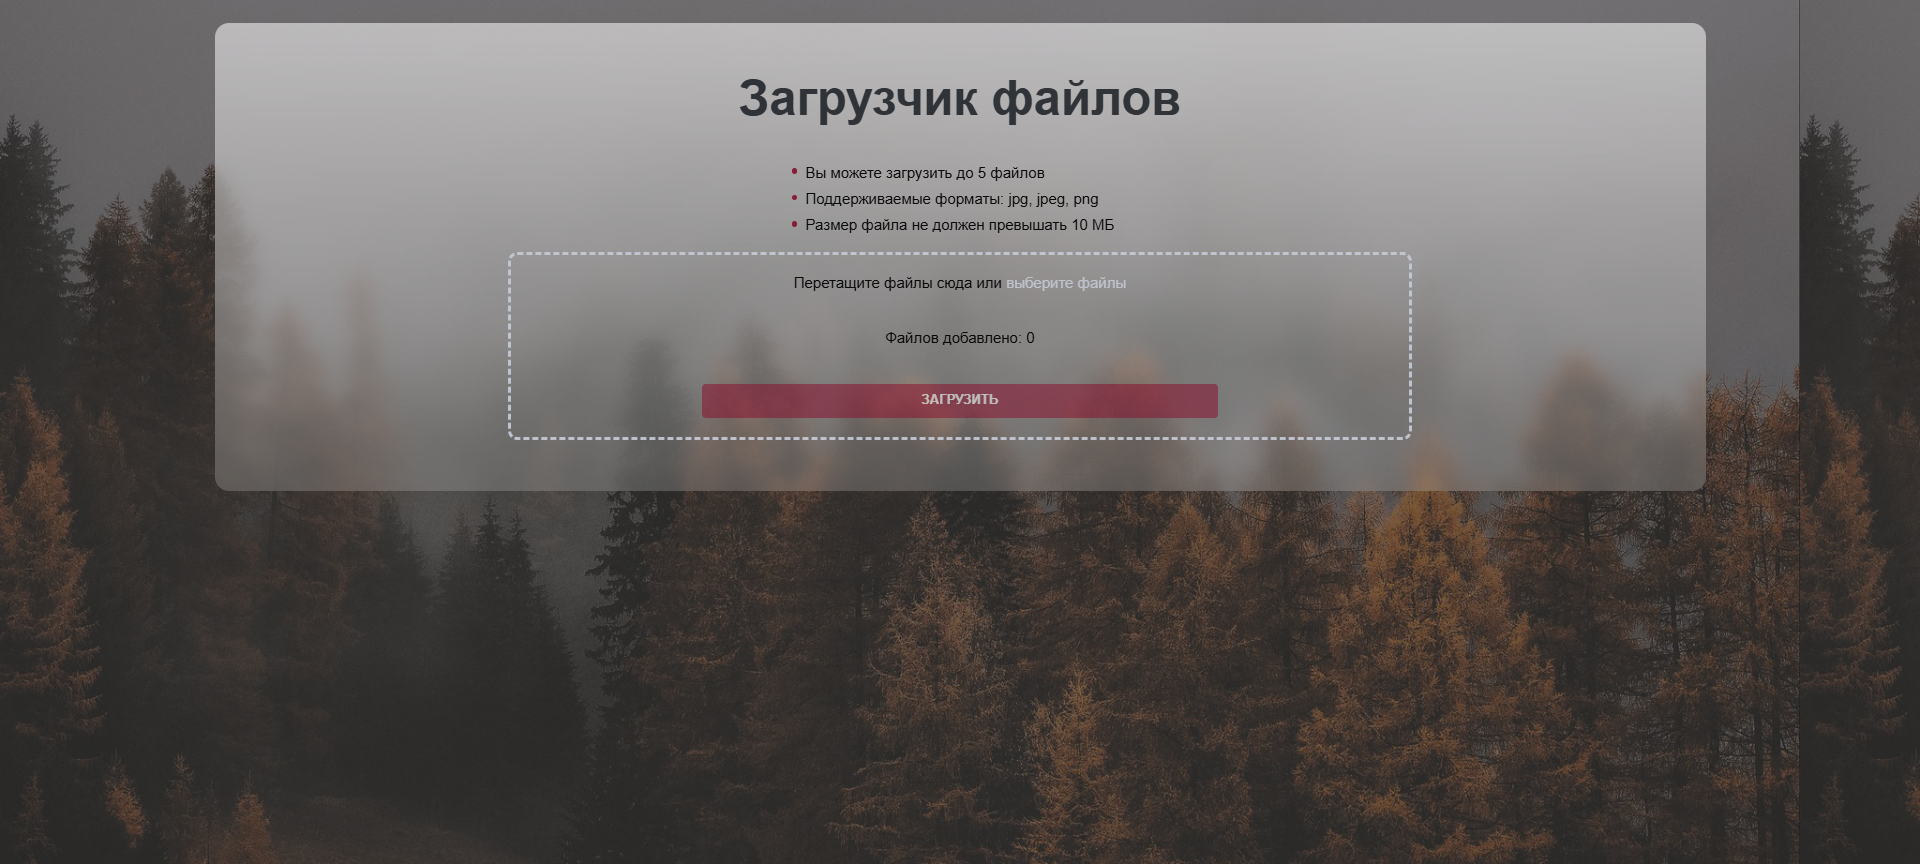 Загрузчик файлов
Вы можете загрузить до 5 файлов
Поддерживаемые форматы: jpg, jpeg, png
Размер файла не должен превышать 10 МБ
Перетащите файлы сюда или выберите файлы
Файлов добавлено: 0
ЗАГРУЗИТЬ